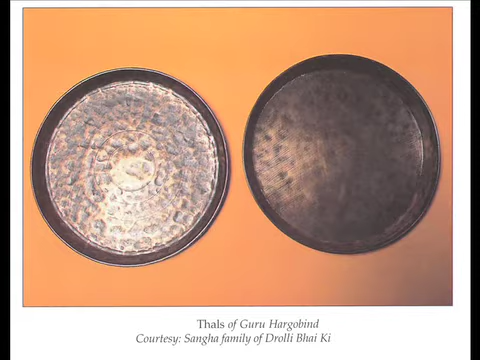 Thals of Guru Hargobind
Courtesy: Sangha family of Drolli Bhai Ki